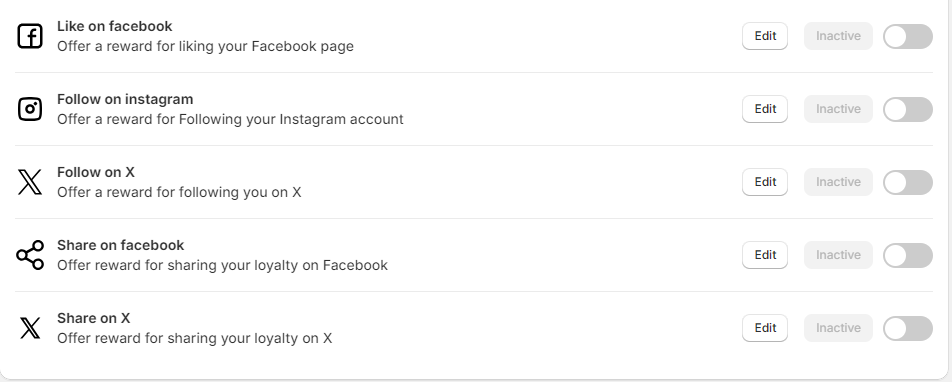 Like on facebook
Offer a reward for liking your Facebook page
Edit
Inactive
Follow on instagram
Offer a reward for Following your Instagram account
Edit
Inactive
Follow on X
Offer a reward for following you on X
Edit
Inactive
Share on facebook
Offer reward for sharing your loyalty on Facebook
Edit
Inactive
Share on X
Offer reward for sharing your loyalty on X
Edit
Inactive